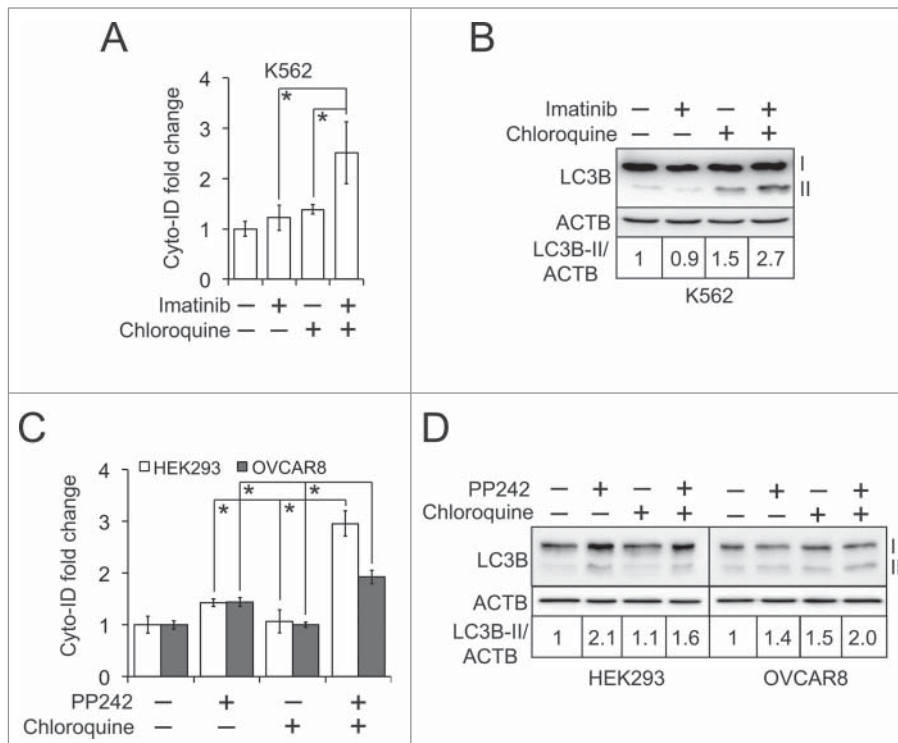 A
K562
Cyto-ID fold change
4
3
2
1
0
* *
Imatinib – + – +
Chloroquine – – + +
B
Imatinib – + – +
Chloroquine – – + +
LC3B I
II
ACTB
LC3B-II/
ACTB 1 0.9 1.5 2.7
K562
C
HEK293 OVCAR8
Cyto-ID fold change
4
3
2
1
0
* *
* *
PP242 – + – +
Chloroquine – – + +
D
PP242 – + – + – + – +
Chloroquine – – + + – – + +
LC3B I
II
ACTB
LC3B-II/
ACTB 1 2.1 1.1 1.6 1 1.4 1.5 2.0
HEK293 OVCAR8